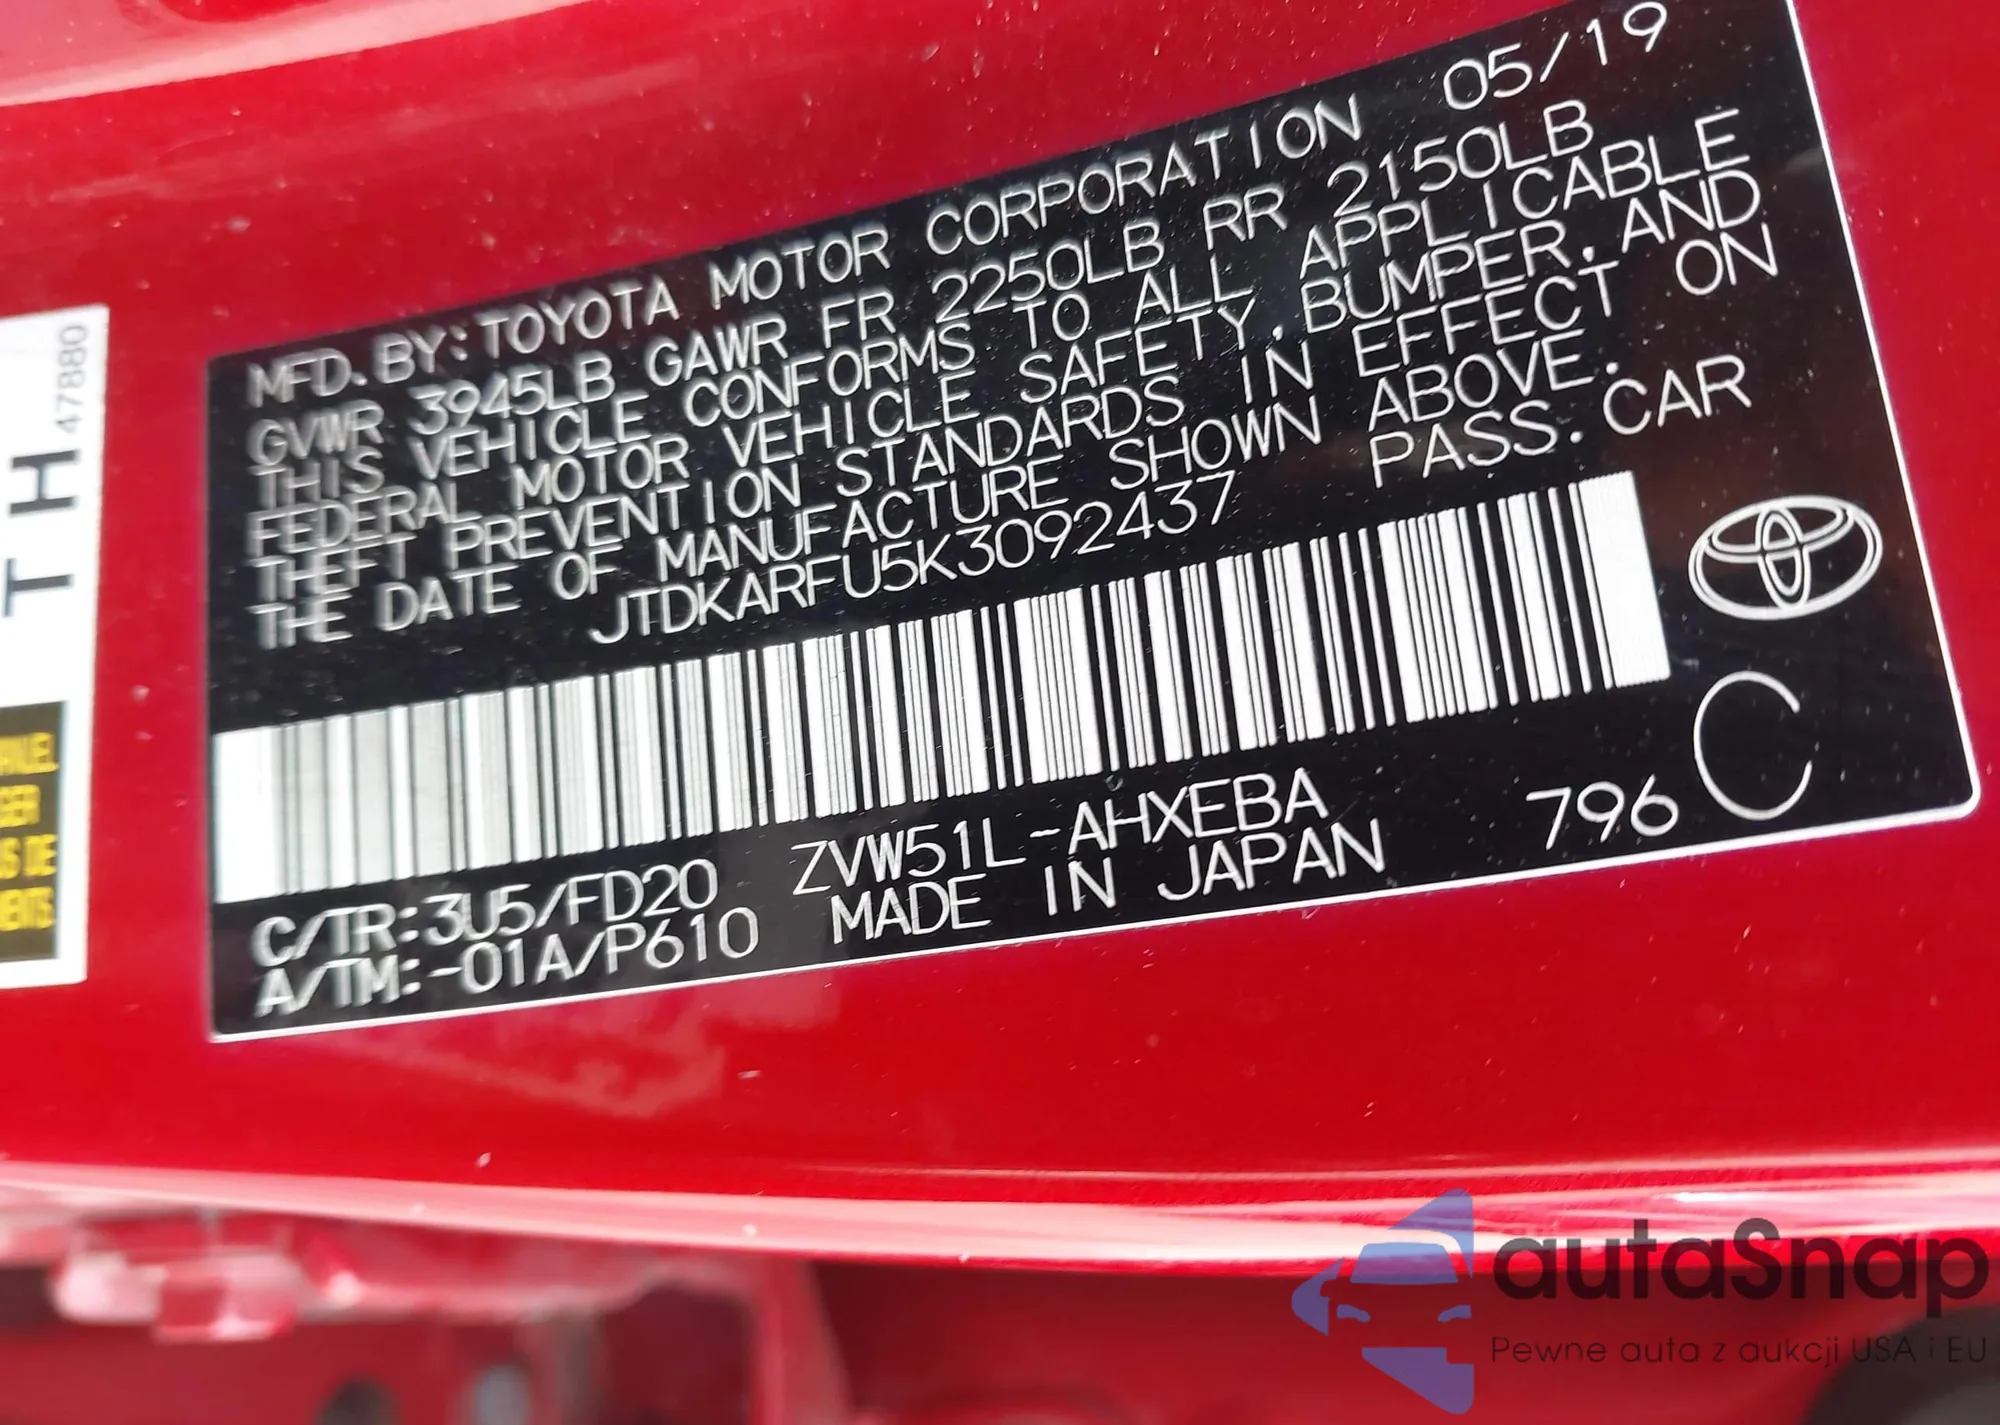 MFD. BY: TOYOTA MOTOR CORPORATION 05/19
GVWR 3945LB GAWR FR 2250LB RR 2150LB
THIS VEHICLE CONFORMS TO ALL APPLICABLE
FEDERAL MOTOR VEHICLE SAFETY, BUMPER, AND
THEFT PREVENTION STANDARDS IN EFFECT ON
THE DATE OF MANUFACTURE SHOWN ABOVE.
JTDKARFU5K3092437 PASS. CAR
C/TR:3U5/FD20 ZVW51L-AHXEBA
A/TM:-01A/P610 MADE IN JAPAN 796 C
TH 47880
DE
autaSnap
Pewne auta z aukcji USA i EU